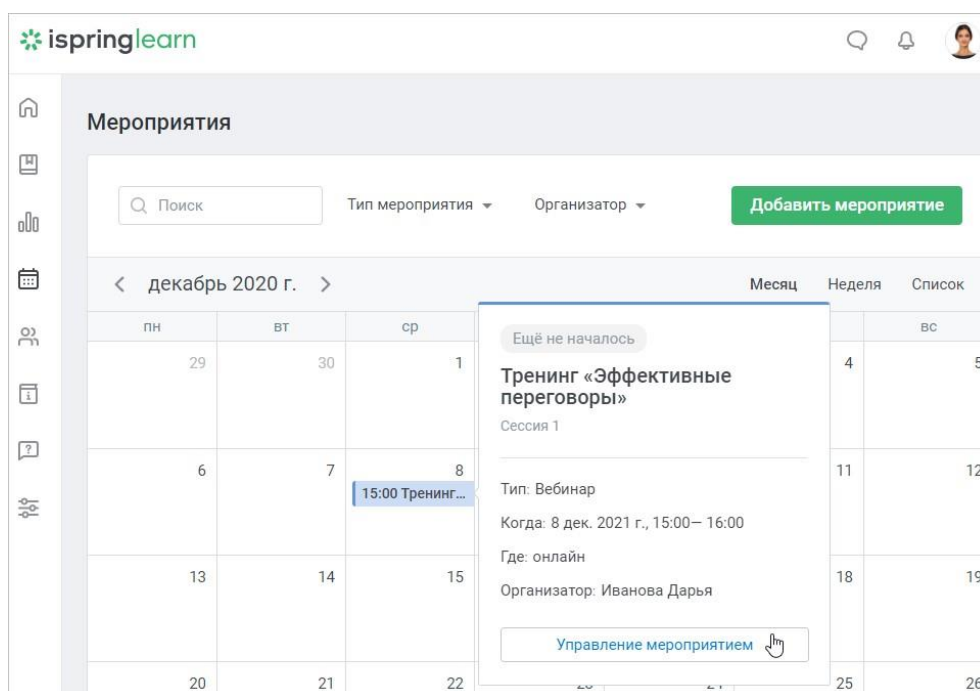 ispringlearn
Мероприятия
Поиск
Тип мероприятия
Организатор
Добавить мероприятие
декабрь 2020 г.
Месяц
Неделя
Список
пн
вт
ср
вс
29
30
1
4
5
Ещё не началось
Тренинг «Эффективные
переговоры»
Сессия 1
6
7
8
11
12
15:00 Тренинг...
Тип: Вебинар
Когда: 8 дек. 2021 г., 15:00— 16:00
Где: онлайн
Организатор: Иванова Дарья
13
14
15
18
19
Управление мероприятием
20
21
22
25
26